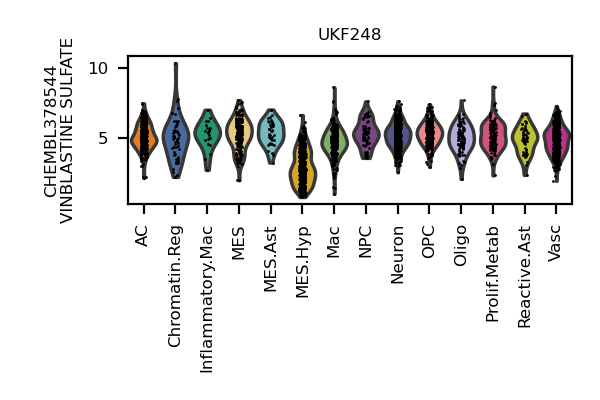 UKF248
CHEMBL378544
VINBLASTINE SULFATE
10
5
AC
Chromatin.Reg
Inflammatory.Mac
MES
MES.Ast
MES.Hyp
Mac
NPC
Neuron
OPC
Oligo
Prolif.Metab
Reactive.Ast
Vasc